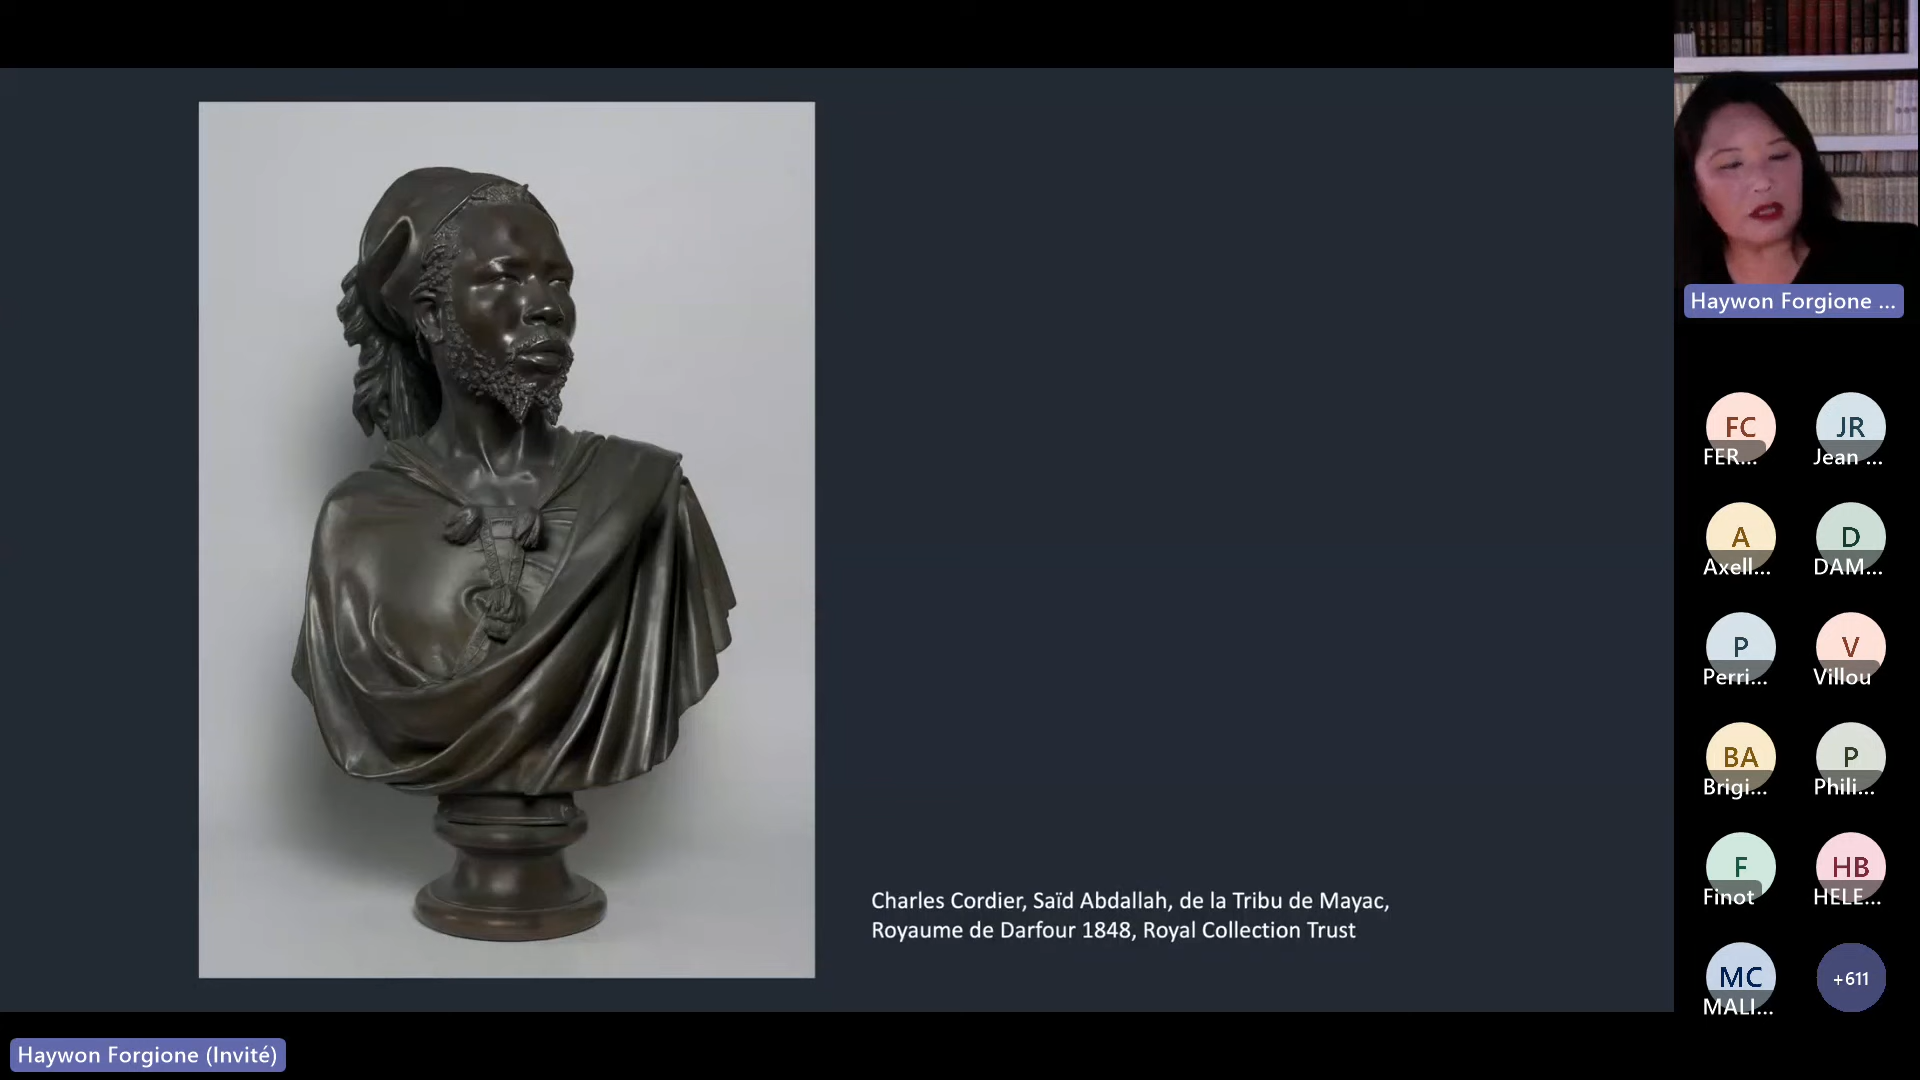 Charles Cordier, Saïd Abdallah, de la Tribu de Mayac,
Royaume de Darfour 1848, Royal Collection Trust
Haywon Forgione ...
FC
FER...
JR
Jean ...
A
Axell...
D
DAM...
P
Perri...
V
Villou
BA
Brigi...
P
Phili...
F
Finot
HB
HELE...
MC
MALI...
+611
Haywon Forgione (Invité)